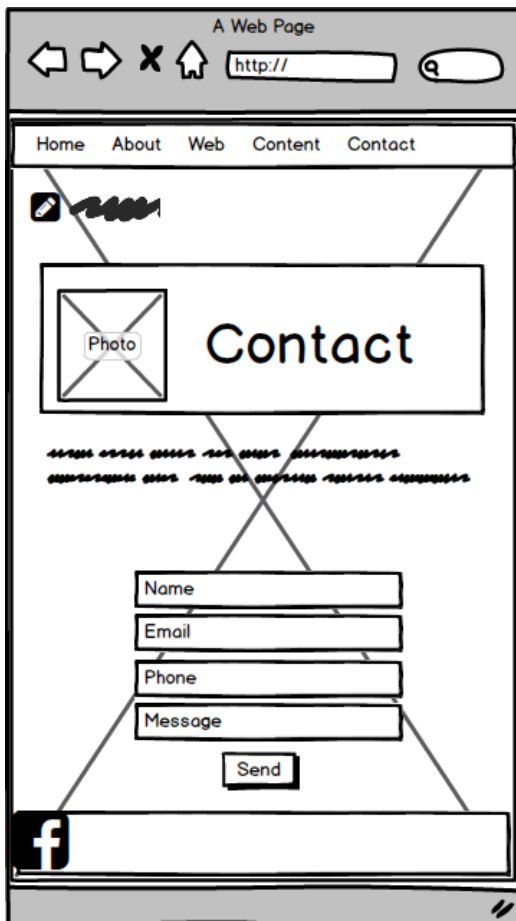 A Web Page
http://
Home About Web Content Contact
Photo
Contact
Name
Email
Phone
Message
Send